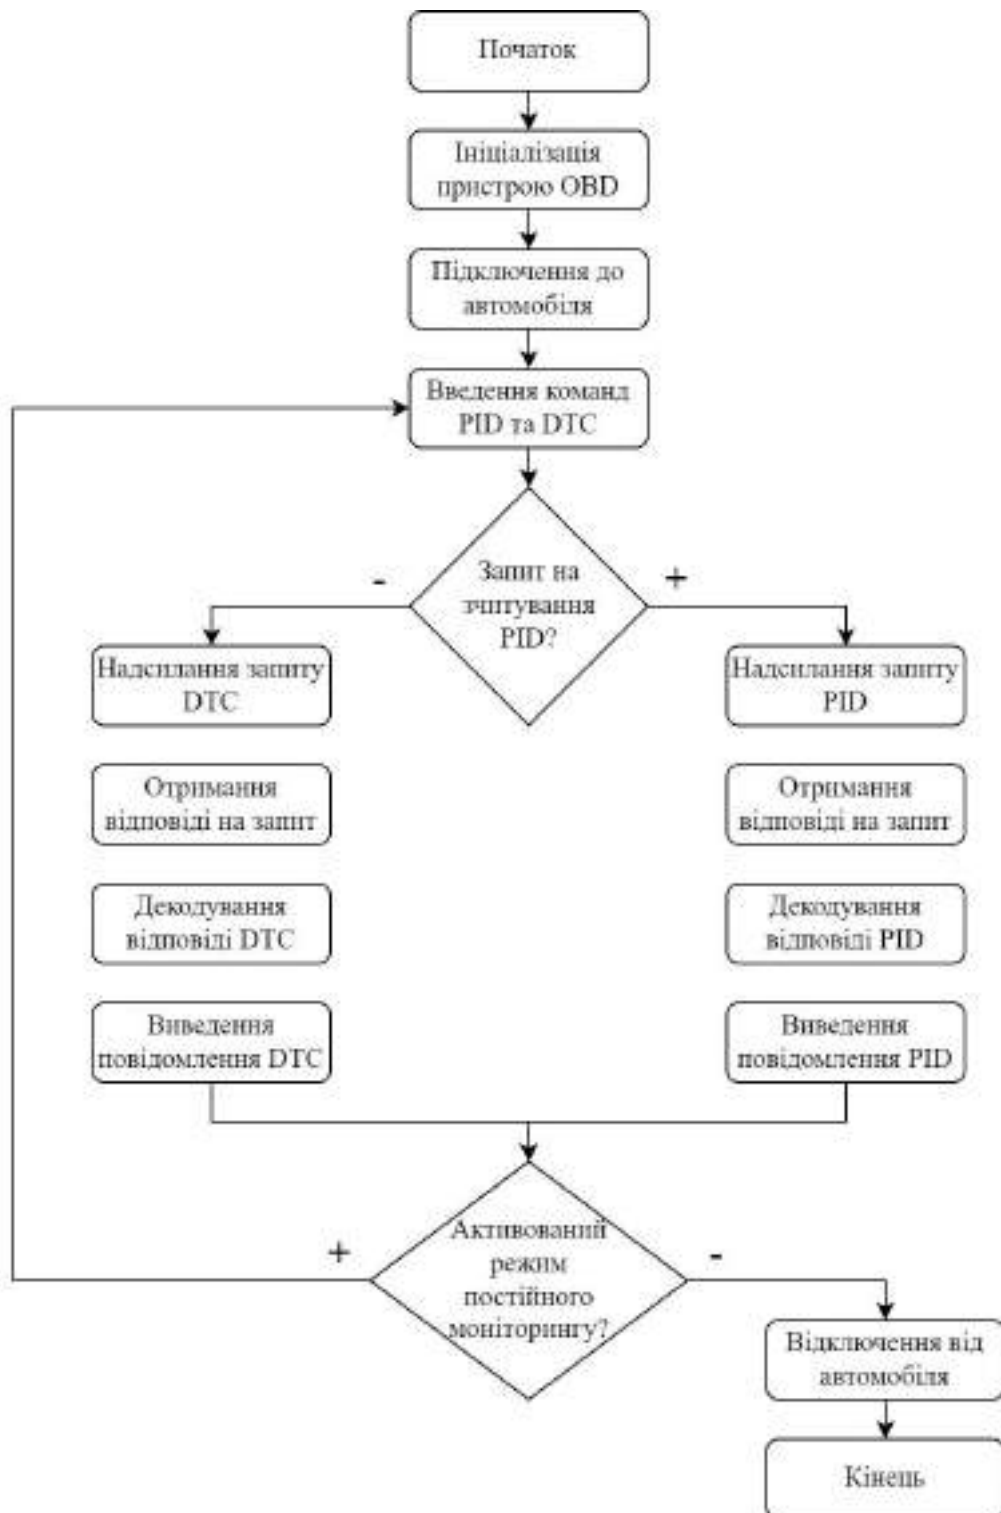 Початок
Ініціалізація
пристрою OBD
Підключення до
автомобіля
Введення команд
PID та DTC
Запит на
зчитування
PID?
-
+
Надсилання запиту
DTC
Отримання
відповіді на запит
Декодування
відповіді DTC
Виведення
повідомлення DTC
Надсилання запиту
PID
Отримання
відповіді на запит
Декодування
відповіді PID
Виведення
повідомлення PID
Активований
режим
постійного
моніторингу?
+
-
Відключення від
автомобіля
Кінець